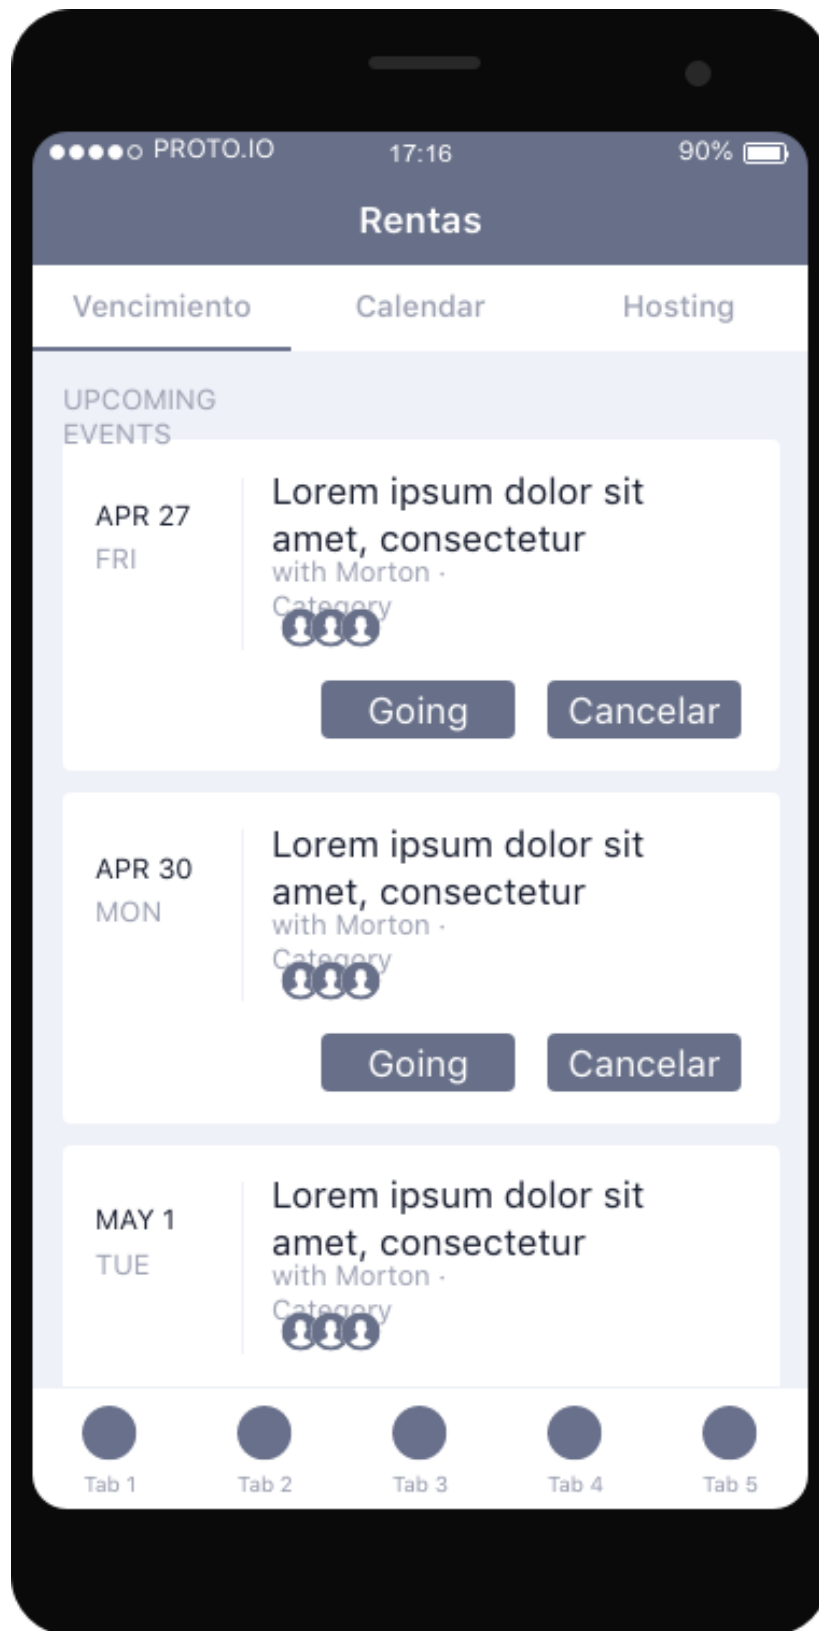 PROTO.IO 17:16 90%
Rentas
Vencimiento Calendar Hosting
UPCOMING
EVENTS
APR 27
FRI
Lorem ipsum dolor sit
amet, consectetur
with Morton ·
Category
Going Cancelar
APR 30
MON
Lorem ipsum dolor sit
amet, consectetur
with Morton ·
Category
Going Cancelar
MAY 1
TUE
Lorem ipsum dolor sit
amet, consectetur
with Morton ·
Category
Tab 1 Tab 2 Tab 3 Tab 4 Tab 5